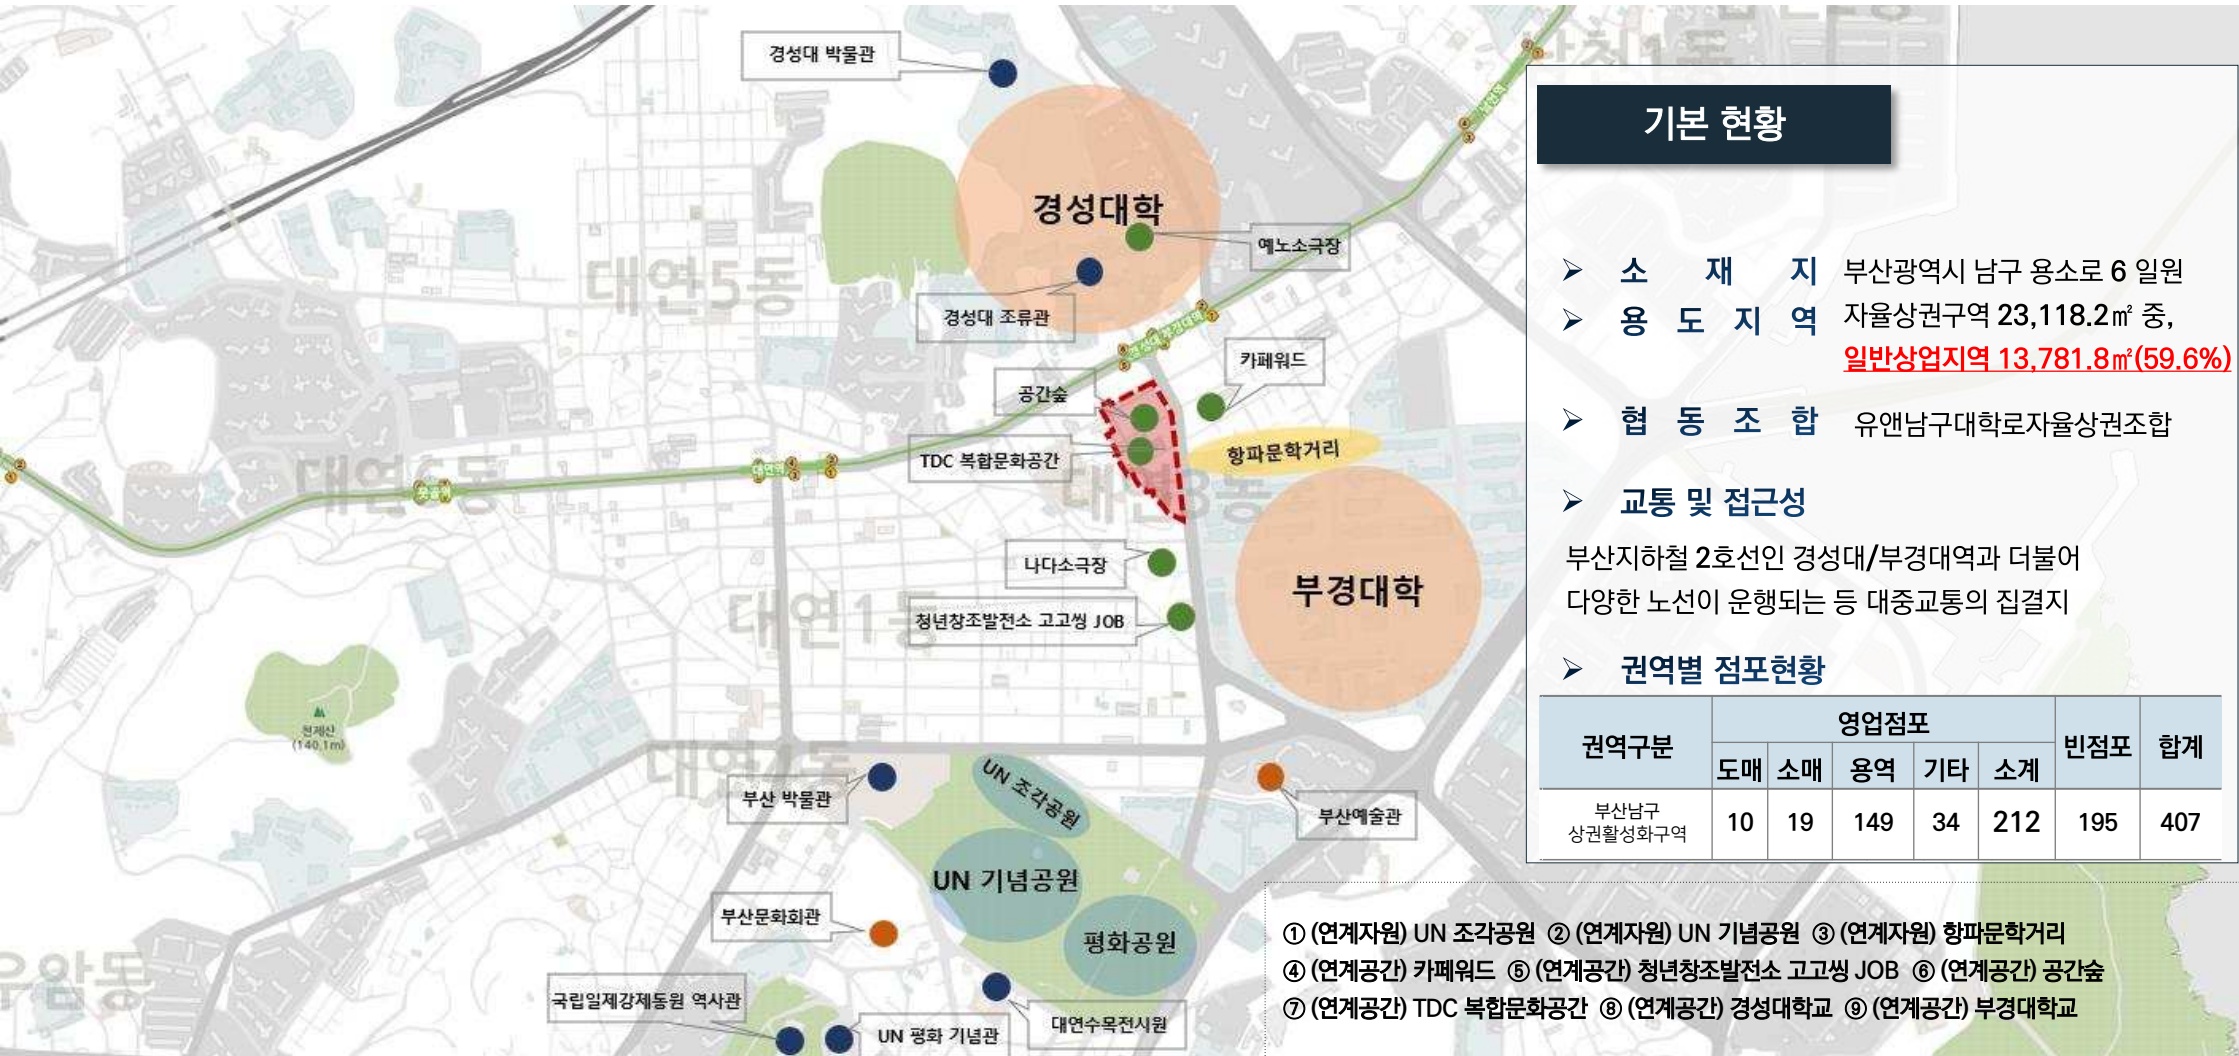 경성대 박물관
경성대학
예노소극장
대연5동
경성대 조류관
카페워드
공간숲
TDC 복합문화공간
항파문학거리
대연역
대연6동
대연3동
나다소극장
부경대학
청년창조발전소 고고씽 JOB
대연1동
(140.1m)
UN 조각공원
부산 박물관
부산예술관
UN 기념공원
부산문화회관
평화공원
우암동
국립일제강제동원 역사관
UN 평화 기념관
대연수목전시원
기본 현황
➢ 소 재 지 부산광역시 남구 용소로 6 일원
➢ 용 도 지 역 자율상권구역 23,118.2㎡ 중,
일반상업지역 13,781.8㎡(59.6%)
➢ 협 동 조 합 유앤남구대학로자율상권조합
➢ 교통 및 접근성
부산지하철 2호선인 경성대/부경대역과 더불어
다양한 노선이 운행되는 등 대중교통의 집결지
➢ 권역별 점포현황
권역구분 영업점포 빈점포 합계
도매 소매 용역 기타 소계
부산남구
상권활성화구역 10 19 149 34 212 195 407
① (연계자원) UN 조각공원 ② (연계자원) UN 기념공원 ③ (연계자원) 항파문학거리
④ (연계공간) 카페워드 ⑤ (연계공간) 청년창조발전소 고고씽 JOB ⑥ (연계공간) 공간숲
⑦ (연계공간) TDC 복합문화공간 ⑧ (연계공간) 경성대학교 ⑨ (연계공간) 부경대학교